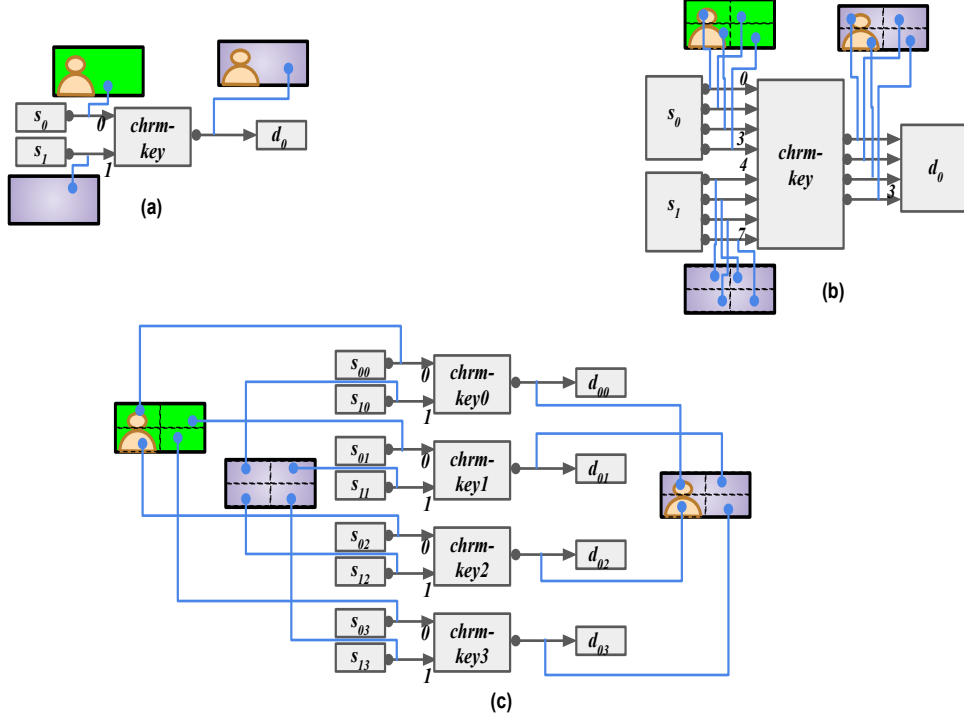 s0
0
s1
1
chrm-
key
d0
(a)
s0
0
3
4
s1
7
chrm-
key
3
d0
(b)
s00
0
s10
1
chrm-
key0
d00
s01
0
s11
1
chrm-
key1
d01
s02
0
s12
1
chrm-
key2
d02
s03
0
s13
1
chrm-
key3
d03
(c)